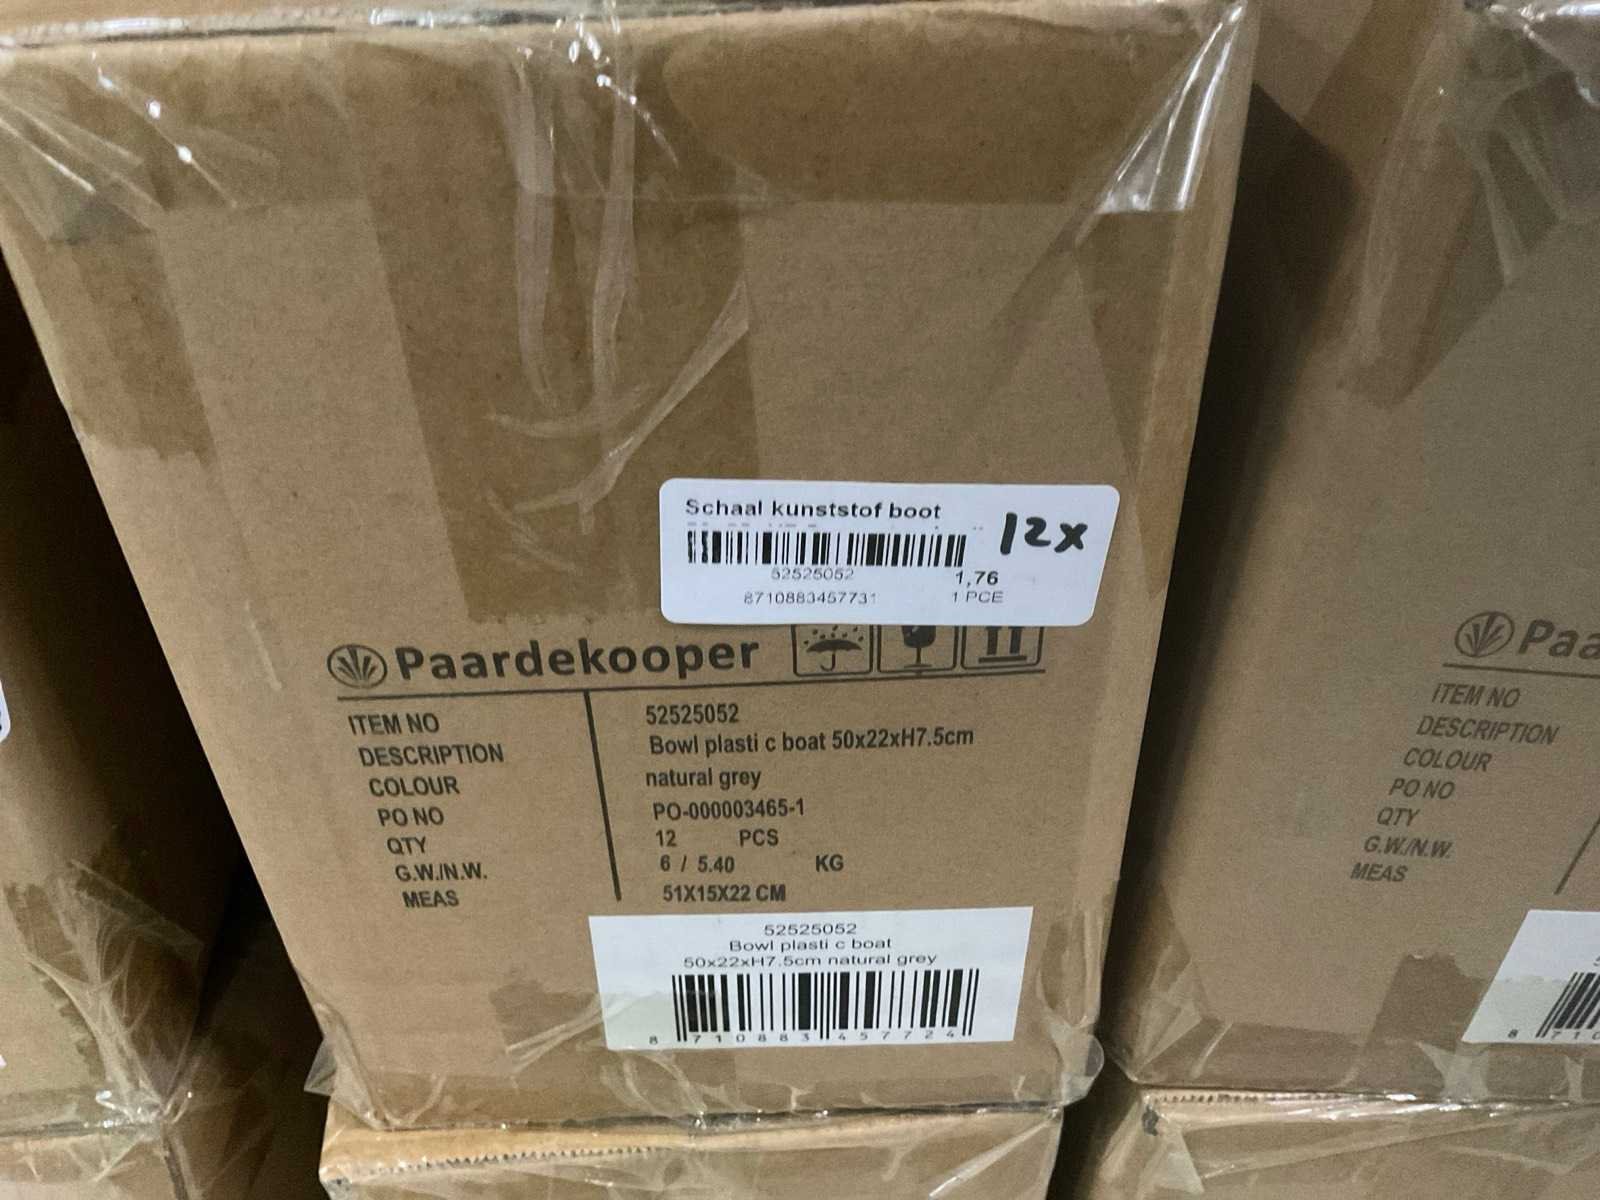 Schaal kunststof boot
12x
52525052
1,76
8710883457731
1 PCE
Paardekooper
ITEM NO 52525052
DESCRIPTION Bowl plasti c boat 50x22xH7.5cm
COLOUR natural grey
PO NO PO-000003465-1
QTY 12 PCS
G.W./N.W. 6 / 5.40 KG
MEAS 51X15X22 CM
52525052
Bowl plasti c boat
50x22xH7.5cm natural grey
8 710883 457724
Paa
ITEM NO
DESCRIPTION
COLOUR
PO NO
QTY
G.W./N.W.
MEAS
8 710